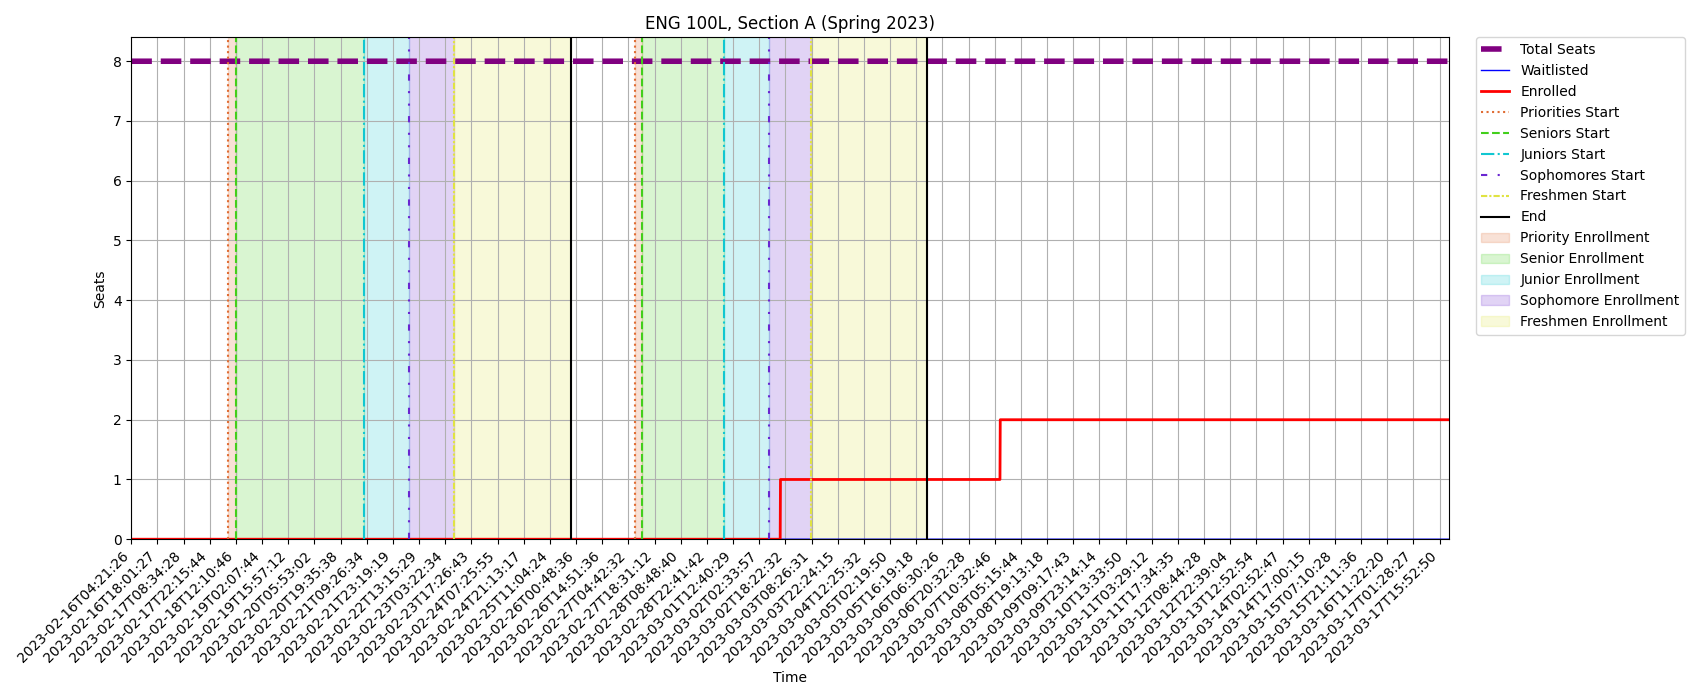 ENG 100L, Section A (Spring 2023)
Seats
8
7
6
5
4
3
2
1
0
2023-02-16T04:21:26
2023-02-16T18:01:27
2023-02-17T08:34:28
2023-02-17T22:15:44
2023-02-18T12:10:46
2023-02-19T02:07:44
2023-02-19T15:57:12
2023-02-20T05:53:02
2023-02-20T19:35:38
2023-02-21T09:26:34
2023-02-21T23:19:19
2023-02-22T13:15:29
2023-02-23T03:22:34
2023-02-23T17:26:43
2023-02-24T07:25:55
2023-02-24T21:13:17
2023-02-25T11:04:24
2023-02-26T00:48:36
2023-02-26T14:51:36
2023-02-27T04:42:32
2023-02-27T18:31:12
2023-02-28T08:48:40
2023-02-28T22:41:42
2023-03-01T12:40:29
2023-03-02T02:33:57
2023-03-02T18:22:32
2023-03-03T08:26:31
2023-03-03T22:24:15
2023-03-04T12:25:32
2023-03-05T02:19:50
2023-03-05T16:19:18
2023-03-06T06:30:26
2023-03-06T20:32:28
2023-03-07T10:32:46
2023-03-08T05:15:44
2023-03-08T19:13:18
2023-03-09T09:17:43
2023-03-09T23:14:14
2023-03-10T13:33:50
2023-03-11T03:29:12
2023-03-11T17:34:35
2023-03-12T08:44:28
2023-03-12T22:39:04
2023-03-13T12:52:54
2023-03-14T02:52:47
2023-03-14T17:00:15
2023-03-15T07:10:28
2023-03-15T21:11:36
2023-03-16T11:22:20
2023-03-17T01:28:27
2023-03-17T15:52:50
Time
Total Seats
Waitlisted
Enrolled
Priorities Start
Seniors Start
Juniors Start
Sophomores Start
Freshmen Start
End
Priority Enrollment
Senior Enrollment
Junior Enrollment
Sophomore Enrollment
Freshmen Enrollment